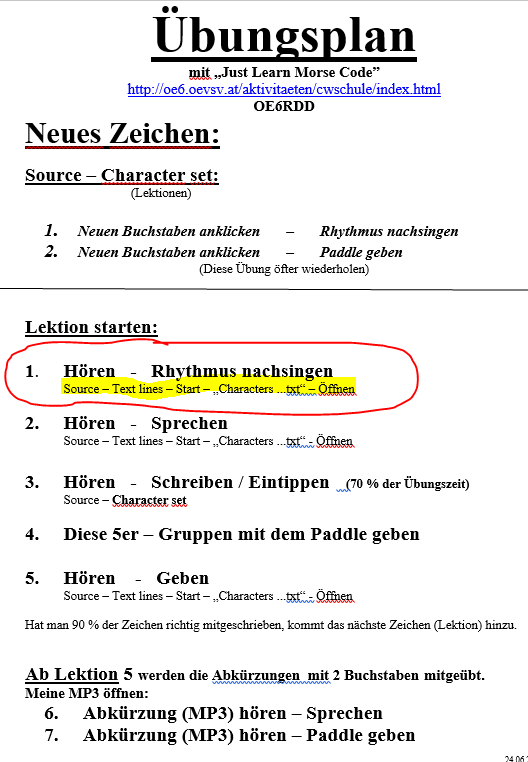 Übungsplan
mit „Just Learn Morse Code”
http://oe6.oevsv.at/aktivitaeten/cwschule/index.html
OE6RDD
Neues Zeichen:
Source – Character set:
(Lektionen)
1. Neuen Buchstaben anklicken – Rhythmus nachsingen
2. Neuen Buchstaben anklicken – Paddle geben
(Diese Übung öfter wiederholen)
Lektion starten:
1. Hören - Rhythmus nachsingen
Source – Text lines – Start – „Characters ...txt“ – Öffnen
2. Hören - Sprechen
Source – Text lines – Start – „Characters ...txt“ - Öffnen
3. Hören - Schreiben / Eintippen (70 % der Übungszeit)
Source – Character set
4. Diese 5er – Gruppen mit dem Paddle geben
5. Hören - Geben
Source – Text lines – Start – „Characters ...txt“ - Öffnen
Hat man 90 % der Zeichen richtig mitgeschrieben, kommt das nächste Zeichen (Lektion) hinzu.
Ab Lektion 5 werden die Abkürzungen mit 2 Buchstaben mitgeübt.
Meine MP3 öffnen:
6. Abkürzung (MP3) hören – Sprechen
7. Abkürzung (MP3) hören – Paddle geben
24.06.